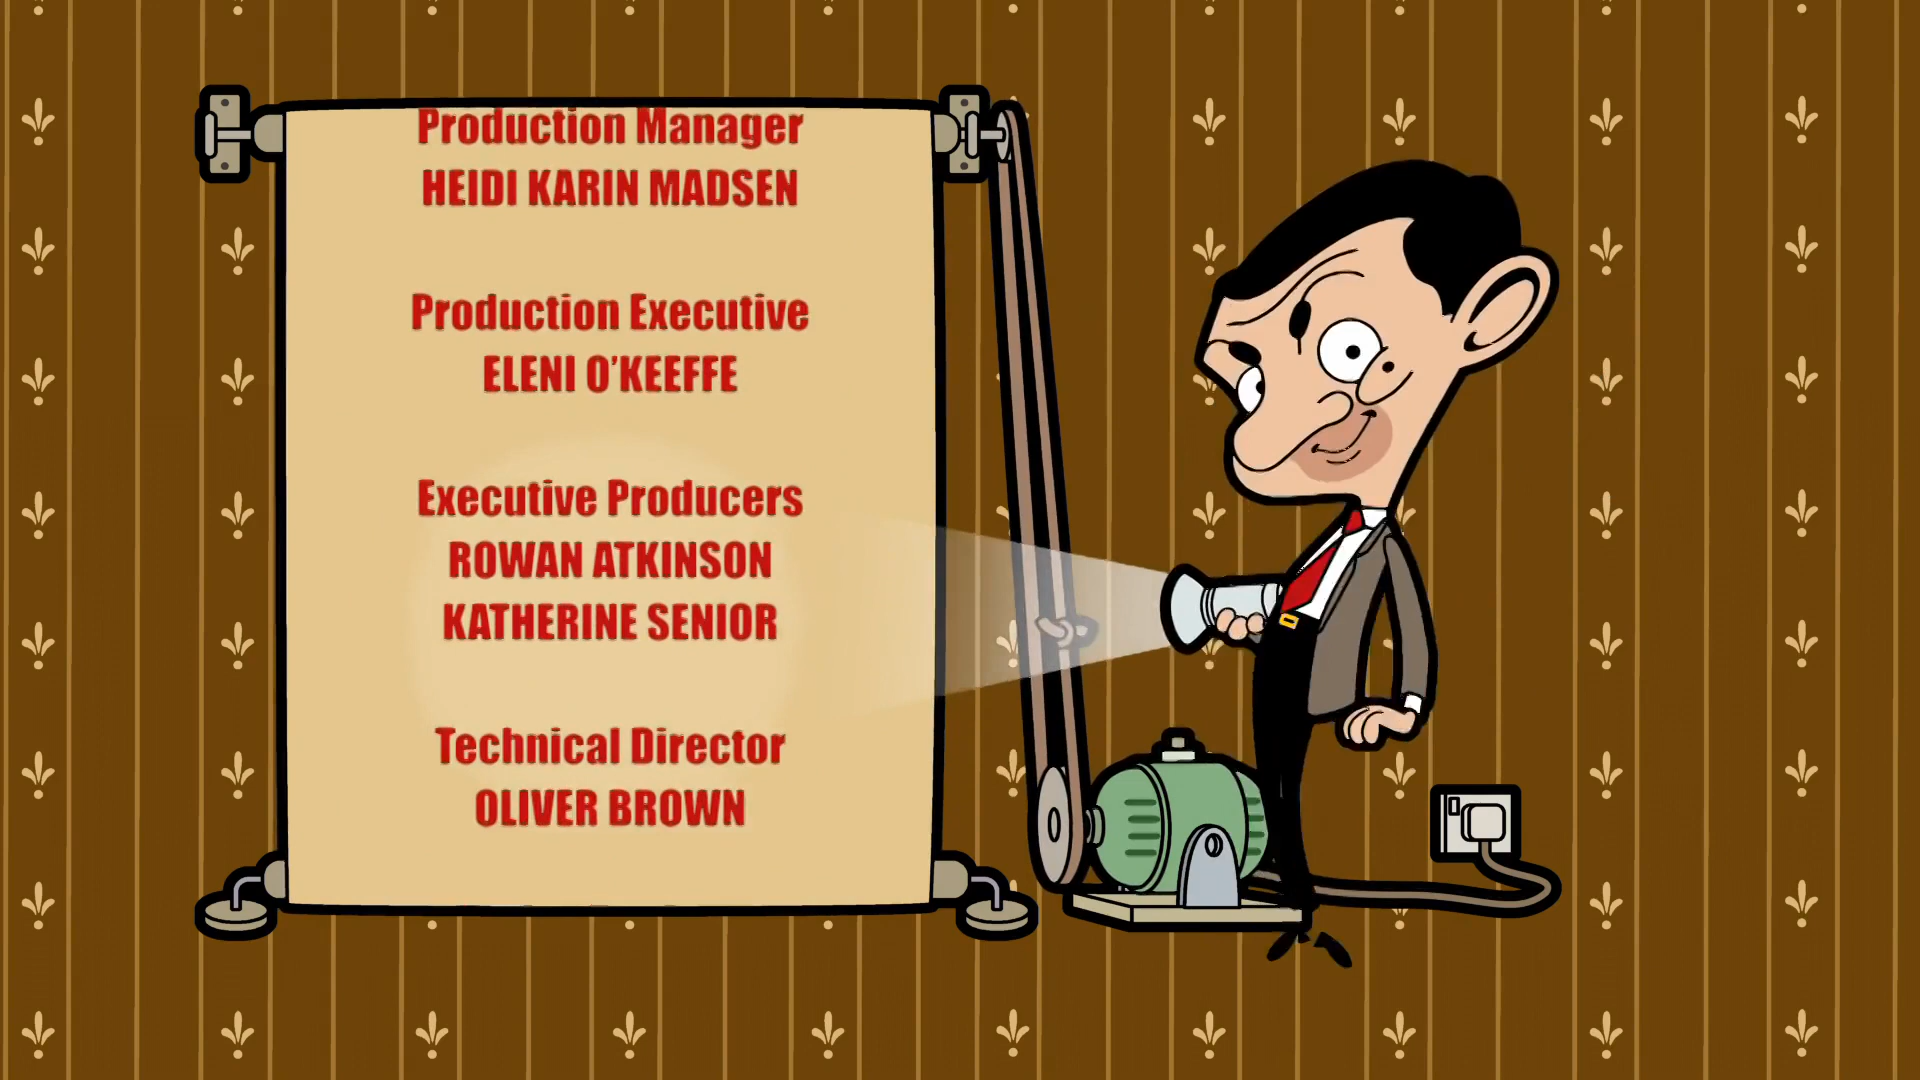 Production Manager
HEIDI KARIN MADSEN
Production Executive
ELENI O'KEEFFE
Executive Producers
ROWAN ATKINSON
KATHERINE SENIOR
Technical Director
OLIVER BROWN